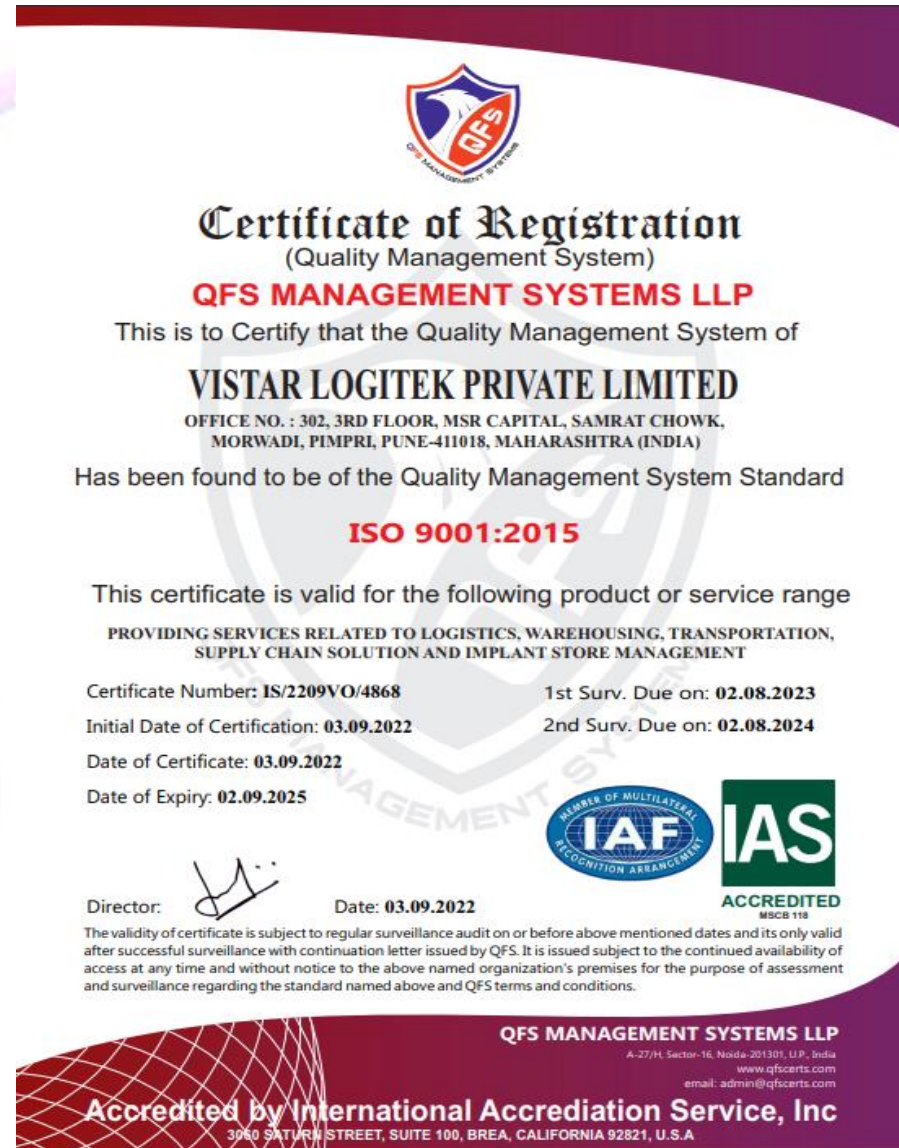 QFS
QFS MANAGEMENT SYSTEMS
Certificate of Registration
(Quality Management System)
QFS MANAGEMENT SYSTEMS LLP
This is to Certify that the Quality Management System of
VISTAR LOGITEK PRIVATE LIMITED
OFFICE NO. : 302, 3RD FLOOR, MSR CAPITAL, SAMRAT CHOWK,
MORWADI, PIMPRI, PUNE-411018, MAHARASHTRA (INDIA)
Has been found to be of the Quality Management System Standard
ISO 9001:2015
This certificate is valid for the following product or service range
PROVIDING SERVICES RELATED TO LOGISTICS, WAREHOUSING, TRANSPORTATION,
SUPPLY CHAIN SOLUTION AND IMPLANT STORE MANAGEMENT
Certificate Number: IS/2209VO/4868
1st Surv. Due on: 02.08.2023
Initial Date of Certification: 03.09.2022
2nd Surv. Due on: 02.08.2024
Date of Certificate: 03.09.2022
Date of Expiry: 02.09.2025
QFS
QFS MANAGEMENT SYSTEMS
MEMBER OF MULTILATERAL
IAF
RECOGNITION ARRANGEMENT
IAS
ACCREDITED
MSCB 118
Director:
Date: 03.09.2022
The validity of certificate is subject to regular surveillance audit on or before above mentioned dates and its only valid
after successful surveillance with continuation letter issued by QFS. It is issued subject to the continued availability of
access at any time and without notice to the above named organization's premises for the purpose of assessment
and surveillance regarding the standard named above and QFS terms and conditions.
QFS MANAGEMENT SYSTEMS LLP
A-27/H, Sector-16, Noida-201301, U.P., India
www.qfscerts.com
email: admin@qfscerts.com
Accredited by International Accrediation Service, Inc
3060 SATURN STREET, SUITE 100, BREA, CALIFORNIA 92821, U.S.A